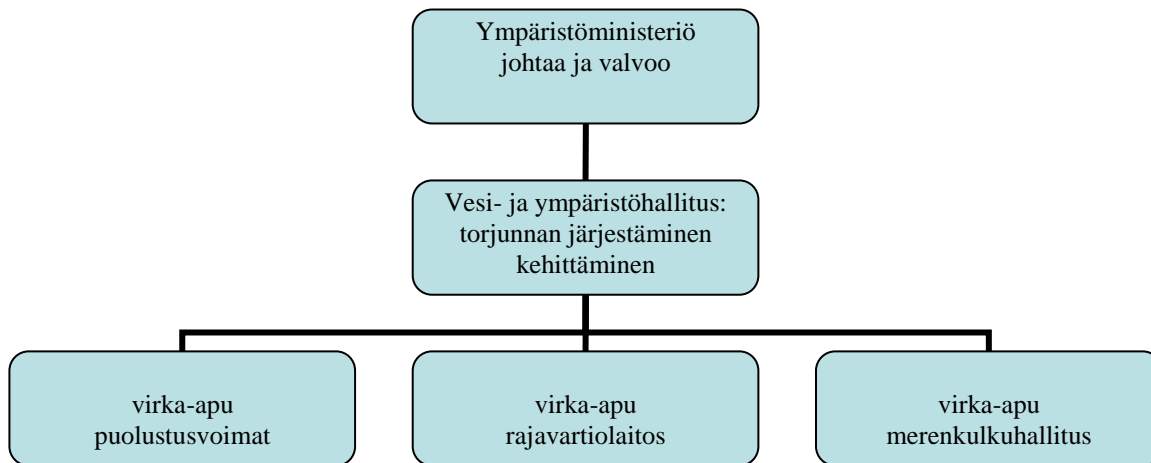 Ympäristöministeriö
johtaa ja valvoo
Vesi- ja ympäristöhallitus:
torjunnan järjestäminen
kehittäminen
virka-apu
puolustusvoimat
virka-apu
rajavartiolaitos
virka-apu
merenkulkuhallitus